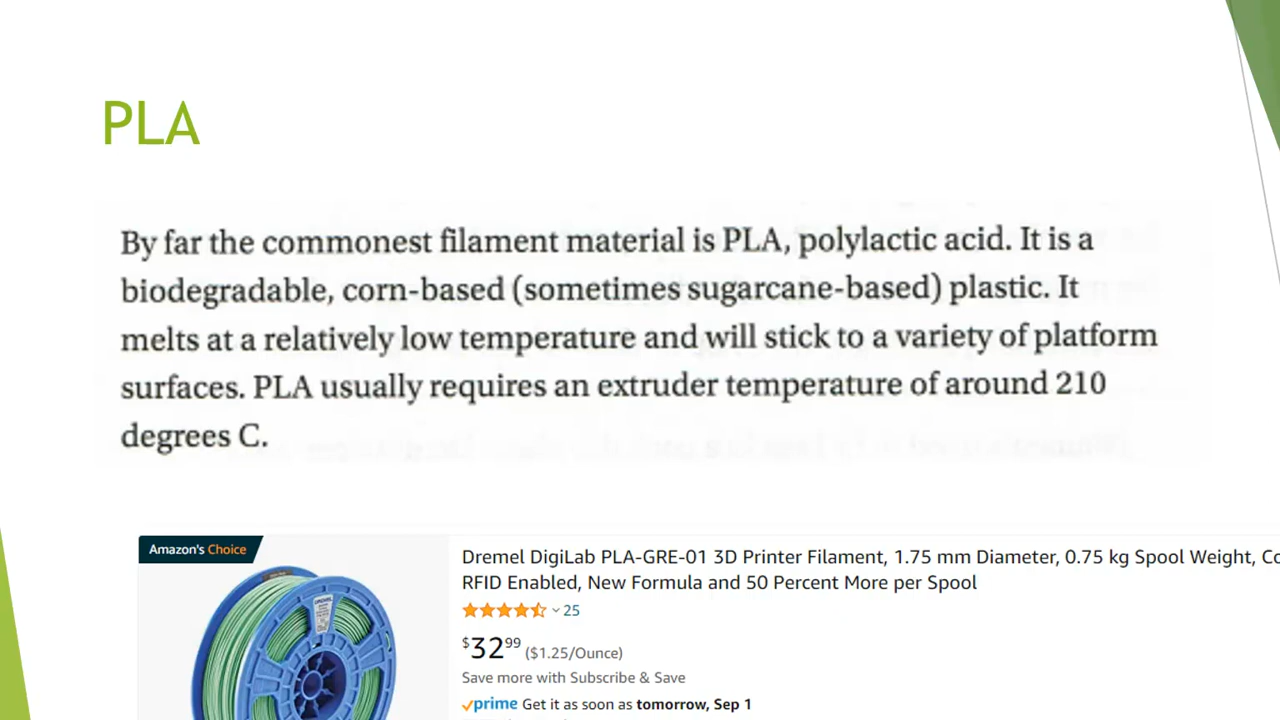 PLA
By far the commonest filament material is PLA, polylactic acid. It is a
biodegradable, corn-based (sometimes sugarcane-based) plastic. It
melts at a relatively low temperature and will stick to a variety of platform
surfaces. PLA usually requires an extruder temperature of around 210
degrees C.
Amazon's Choice
Dremel DigiLab PLA-GRE-01 3D Printer Filament, 1.75 mm Diameter, 0.75 kg Spool Weight, Co
RFID Enabled, New Formula and 50 Percent More per Spool
25
$32.99 ($1.25/Ounce)
Save more with Subscribe & Save
prime Get it as soon as tomorrow, Sep 1